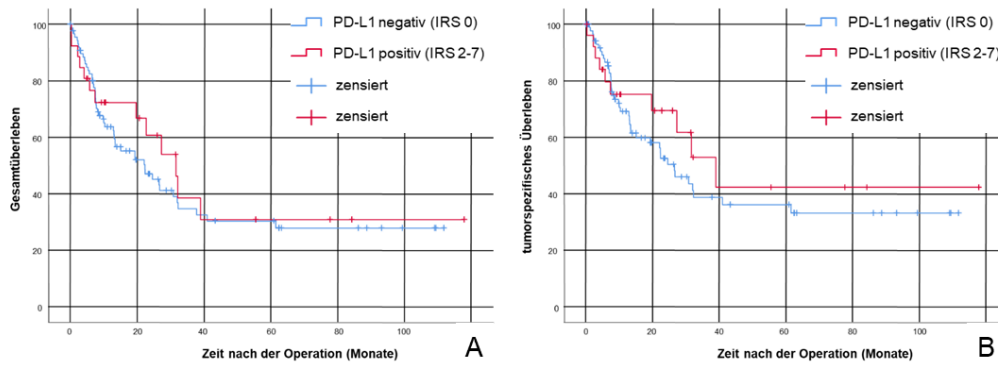 PD-L1 negativ (IRS 0)
PD-L1 positiv (IRS 2-7)
zensiert
zensiert
Gesamtüberleben
100
80
60
40
20
0
0 20 40 60 80 100
Zeit nach der Operation (Monate)
A
PD-L1 negativ (IRS 0)
PD-L1 positiv (IRS 2-7)
zensiert
zensiert
tumorspezifisches Überleben
100
80
60
40
20
0
0 20 40 60 80 100
Zeit nach der Operation (Monate)
B